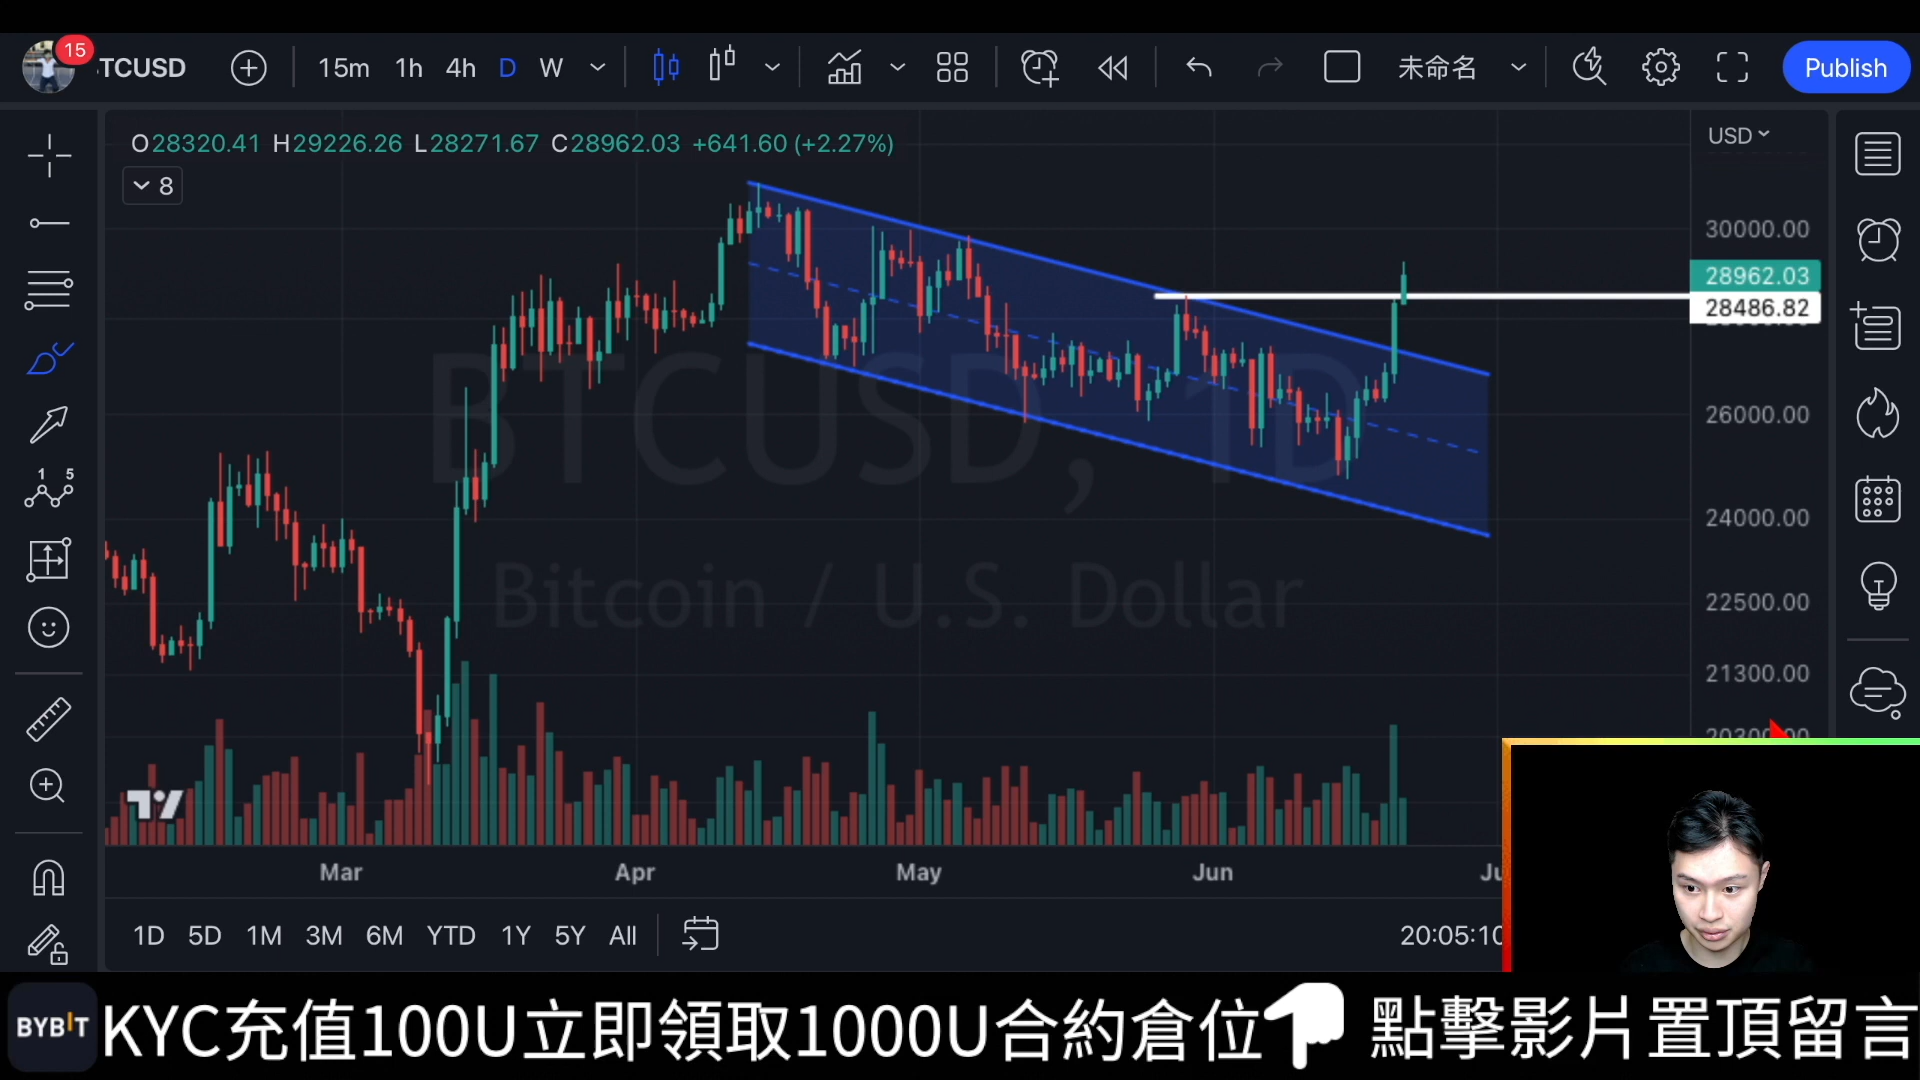 15
TCUSD 15m 1h 4h D W 未命名 Publish
O28320.41 H29226.26 L28271.67 C28962.03 +641.60 (+2.27%)
USD
8
30000.00
28962.03
28486.82
26000.00
24000.00
22500.00
21300.00
BTCUSD, 1D
Bitcoin / U.S. Dollar
1 5
Mar Apr May Jun
1D 5D 1M 3M 6M YTD 1Y 5Y All 20:05:10
BYBIT KYC充值100U立即領取1000U合約倉位 點擊影片置頂留言